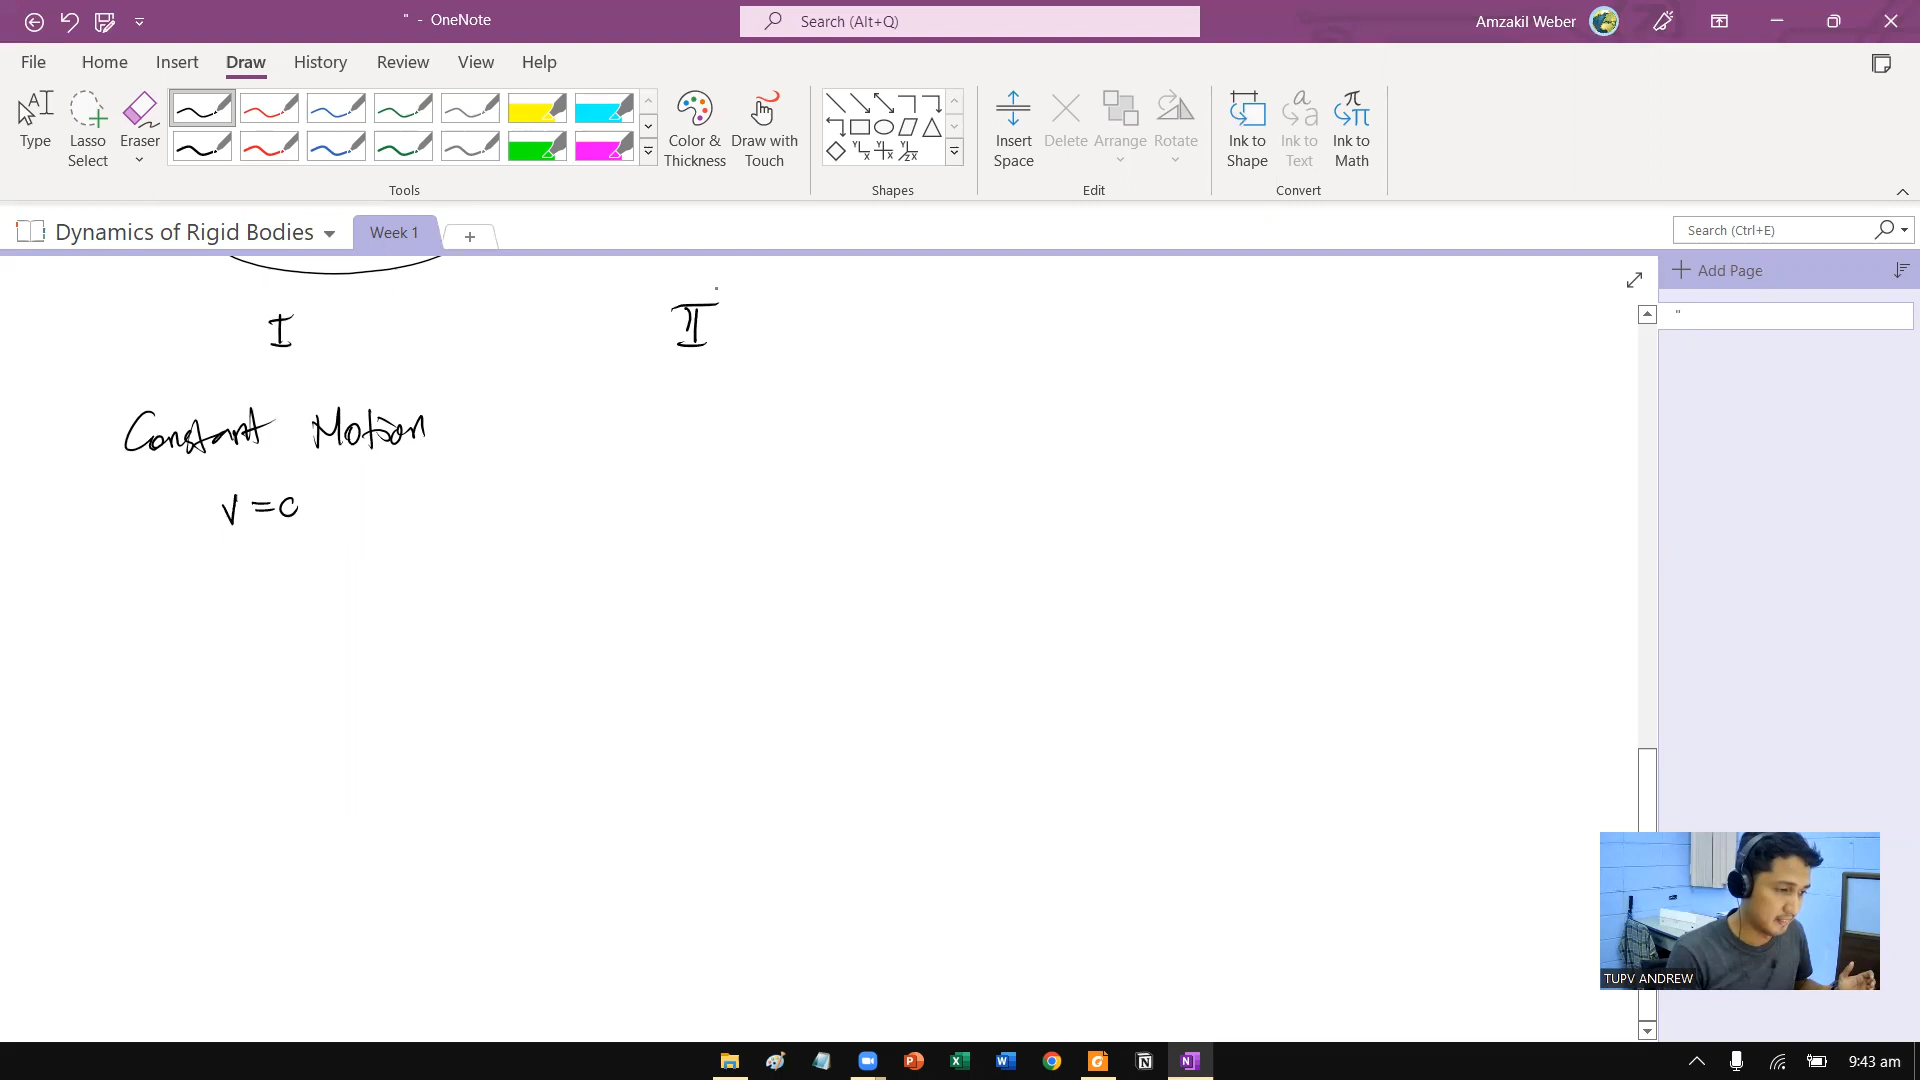 " - OneNote
Search (Alt+Q)
Amzakil Weber
File Home Insert Draw History Review View Help
Type
Lasso Select
Eraser
Color & Thickness
Draw with Touch
Insert Space
Delete
Arrange
Rotate
Ink to Shape
Ink to Text
Ink to Math
Tools
Shapes
Edit
Convert
Dynamics of Rigid Bodies
Week 1
+
Search (Ctrl+E)
Add Page
"
I
II
Constant Motion
v = c
TUPV ANDREW
9:43 am